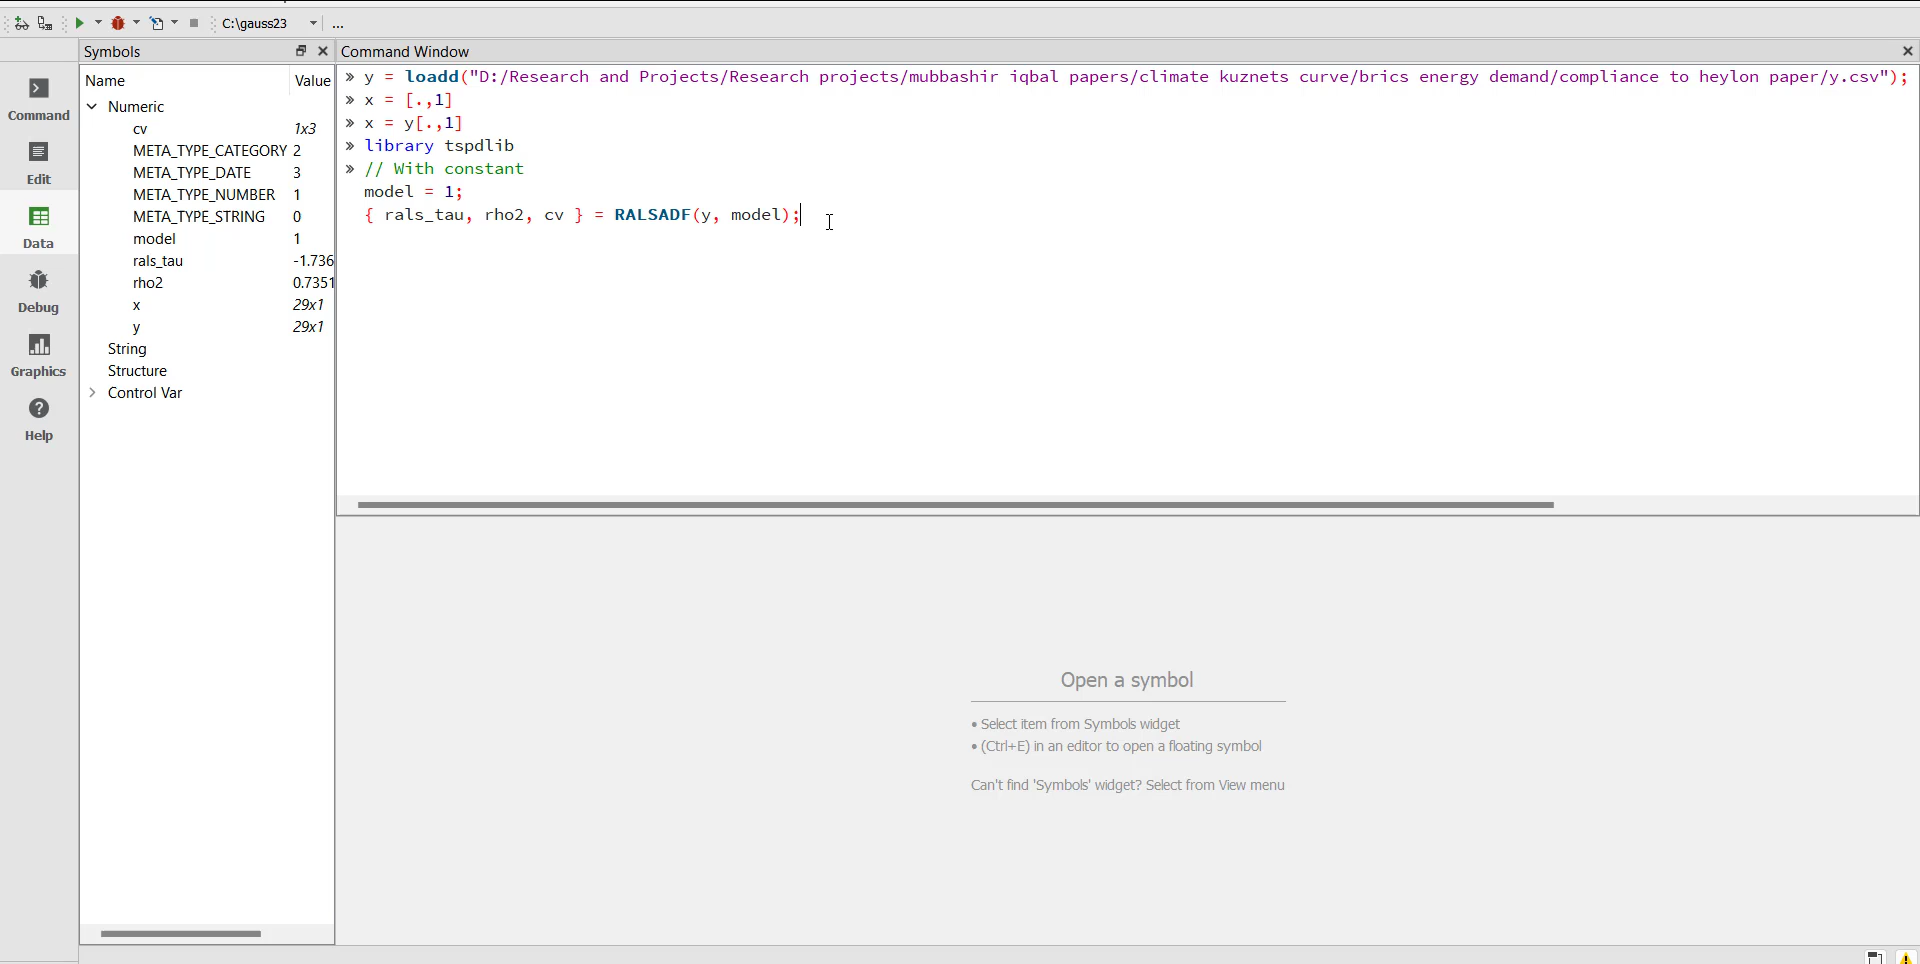 C:\gauss23 ...
Symbols
Command Window
Name Value
Numeric
cv 1x3
META_TYPE_CATEGORY 2
META_TYPE_DATE 3
META_TYPE_NUMBER 1
META_TYPE_STRING 0
model 1
rals_tau -1.736
rho2 0.7351
x 29x1
y 29x1
String
Structure
Control Var
Command
Edit
Data
Debug
Graphics
Help
» y = loadd("D:/Research and Projects/Research projects/mubbashir iqbal papers/climate kuznets curve/brics energy demand/compliance to heylon paper/y.csv");
» x = [.,1]
» x = y[.,1]
» library tspdlib
» // With constant
model = 1;
{ rals_tau, rho2, cv } = RALSADF(y, model);
Open a symbol
• Select item from Symbols widget
• (Ctrl+E) in an editor to open a floating symbol
Can't find 'Symbols' widget? Select from View menu